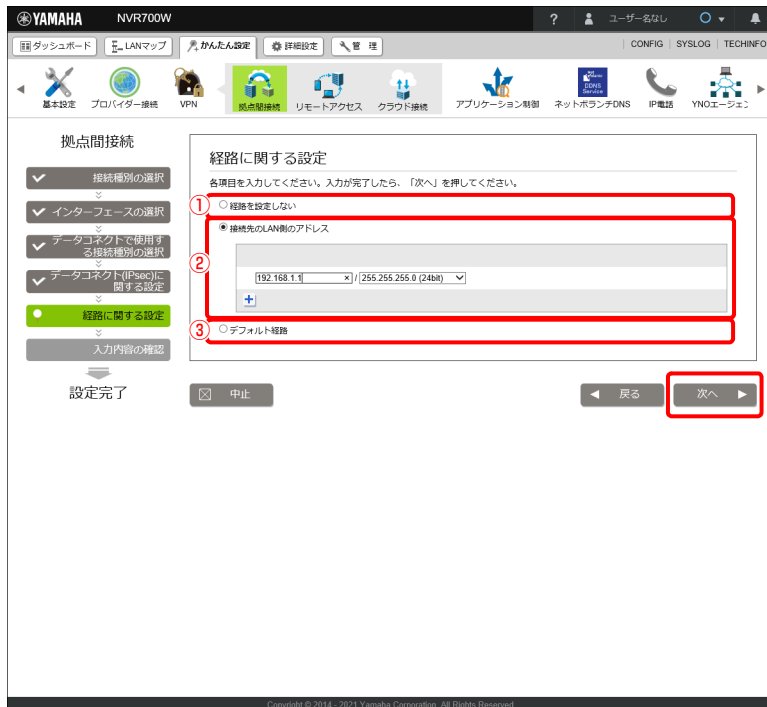 YAMAHA NVR700W ? ユーザー名なし
ダッシュボード LANマップ かんたん設定 詳細設定 管 理 CONFIG SYSLOG TECHINFO
基本設定 プロバイダー接続 VPN 拠点間接続 リモートアクセス クラウド接続 アプリケーション制御 ネットボランチDNS IP電話 YNOエージェ
DDNS
Service
拠点間接続
接続種別の選択
インターフェースの選択
データコネクトで使用す
る接続種別の選択
データコネクト(IPsec)に
関する設定
経路に関する設定
入力内容の確認
設定完了
経路に関する設定
各項目を入力してください。入力が完了したら、「次へ」を押してください。
① 経路を設定しない
② 接続先のLAN側のアドレス
192.168.1.1 × / 255.255.255.0 (24bit)
+
③ デフォルト経路
中止 戻る 次へ
Copyright © 2014 - 2021 Yamaha Corporation. All Rights Reserved.